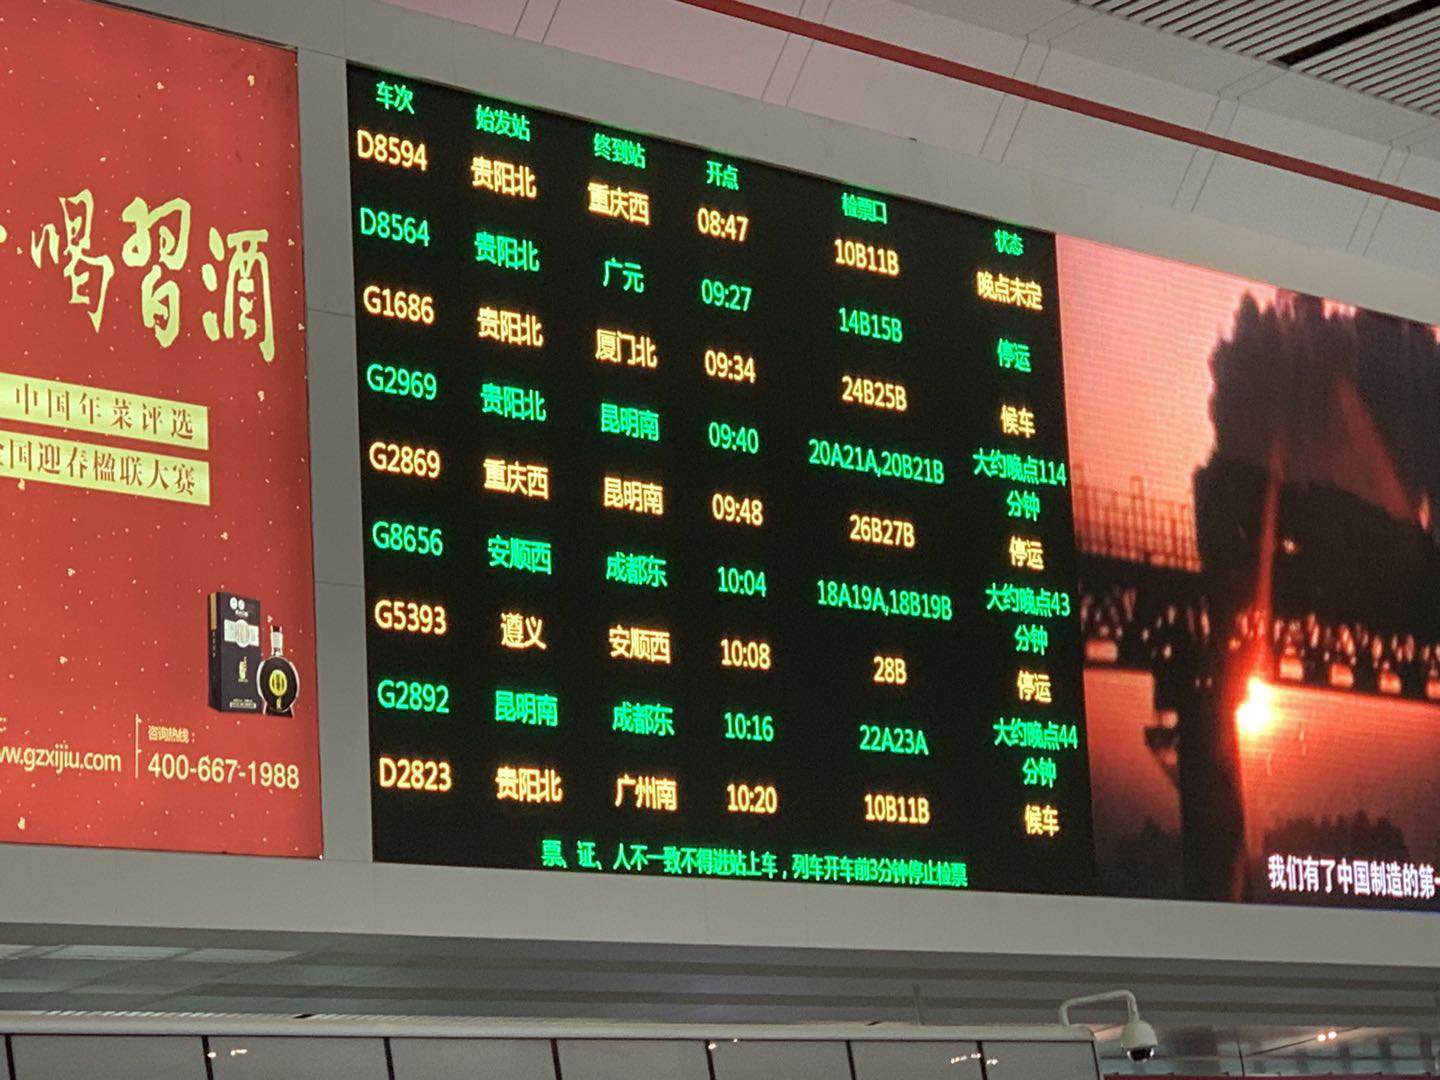 喝习酒
中国年菜评选
全国迎春楹联大赛
咨询热线：
www.gzxijiu.com
400-667-1988
车次 始发站 终到站 开点 检票口 状态
D8594 贵阳北 重庆西 08:47 10B11B 晚点未定
D8564 贵阳北 广元 09:27 14B15B 停运
G1686 贵阳北 厦门北 09:34 24B25B 候车
G2969 贵阳北 昆明南 09:40 20A21A,20B21B 大约晚点114
分钟
G2869 重庆西 昆明南 09:48 26B27B 停运
G8656 安顺西 成都东 10:04 18A19A,18B19B 大约晚点43
分钟
G5393 遵义 安顺西 10:08 28B 停运
G2892 昆明南 成都东 10:16 22A23A 大约晚点44
分钟
D2823 贵阳北 广州南 10:20 10B11B 候车
票、证、人不一致不得进站上车，列车开车前3分钟停止检票
我们有了中国制造的第一